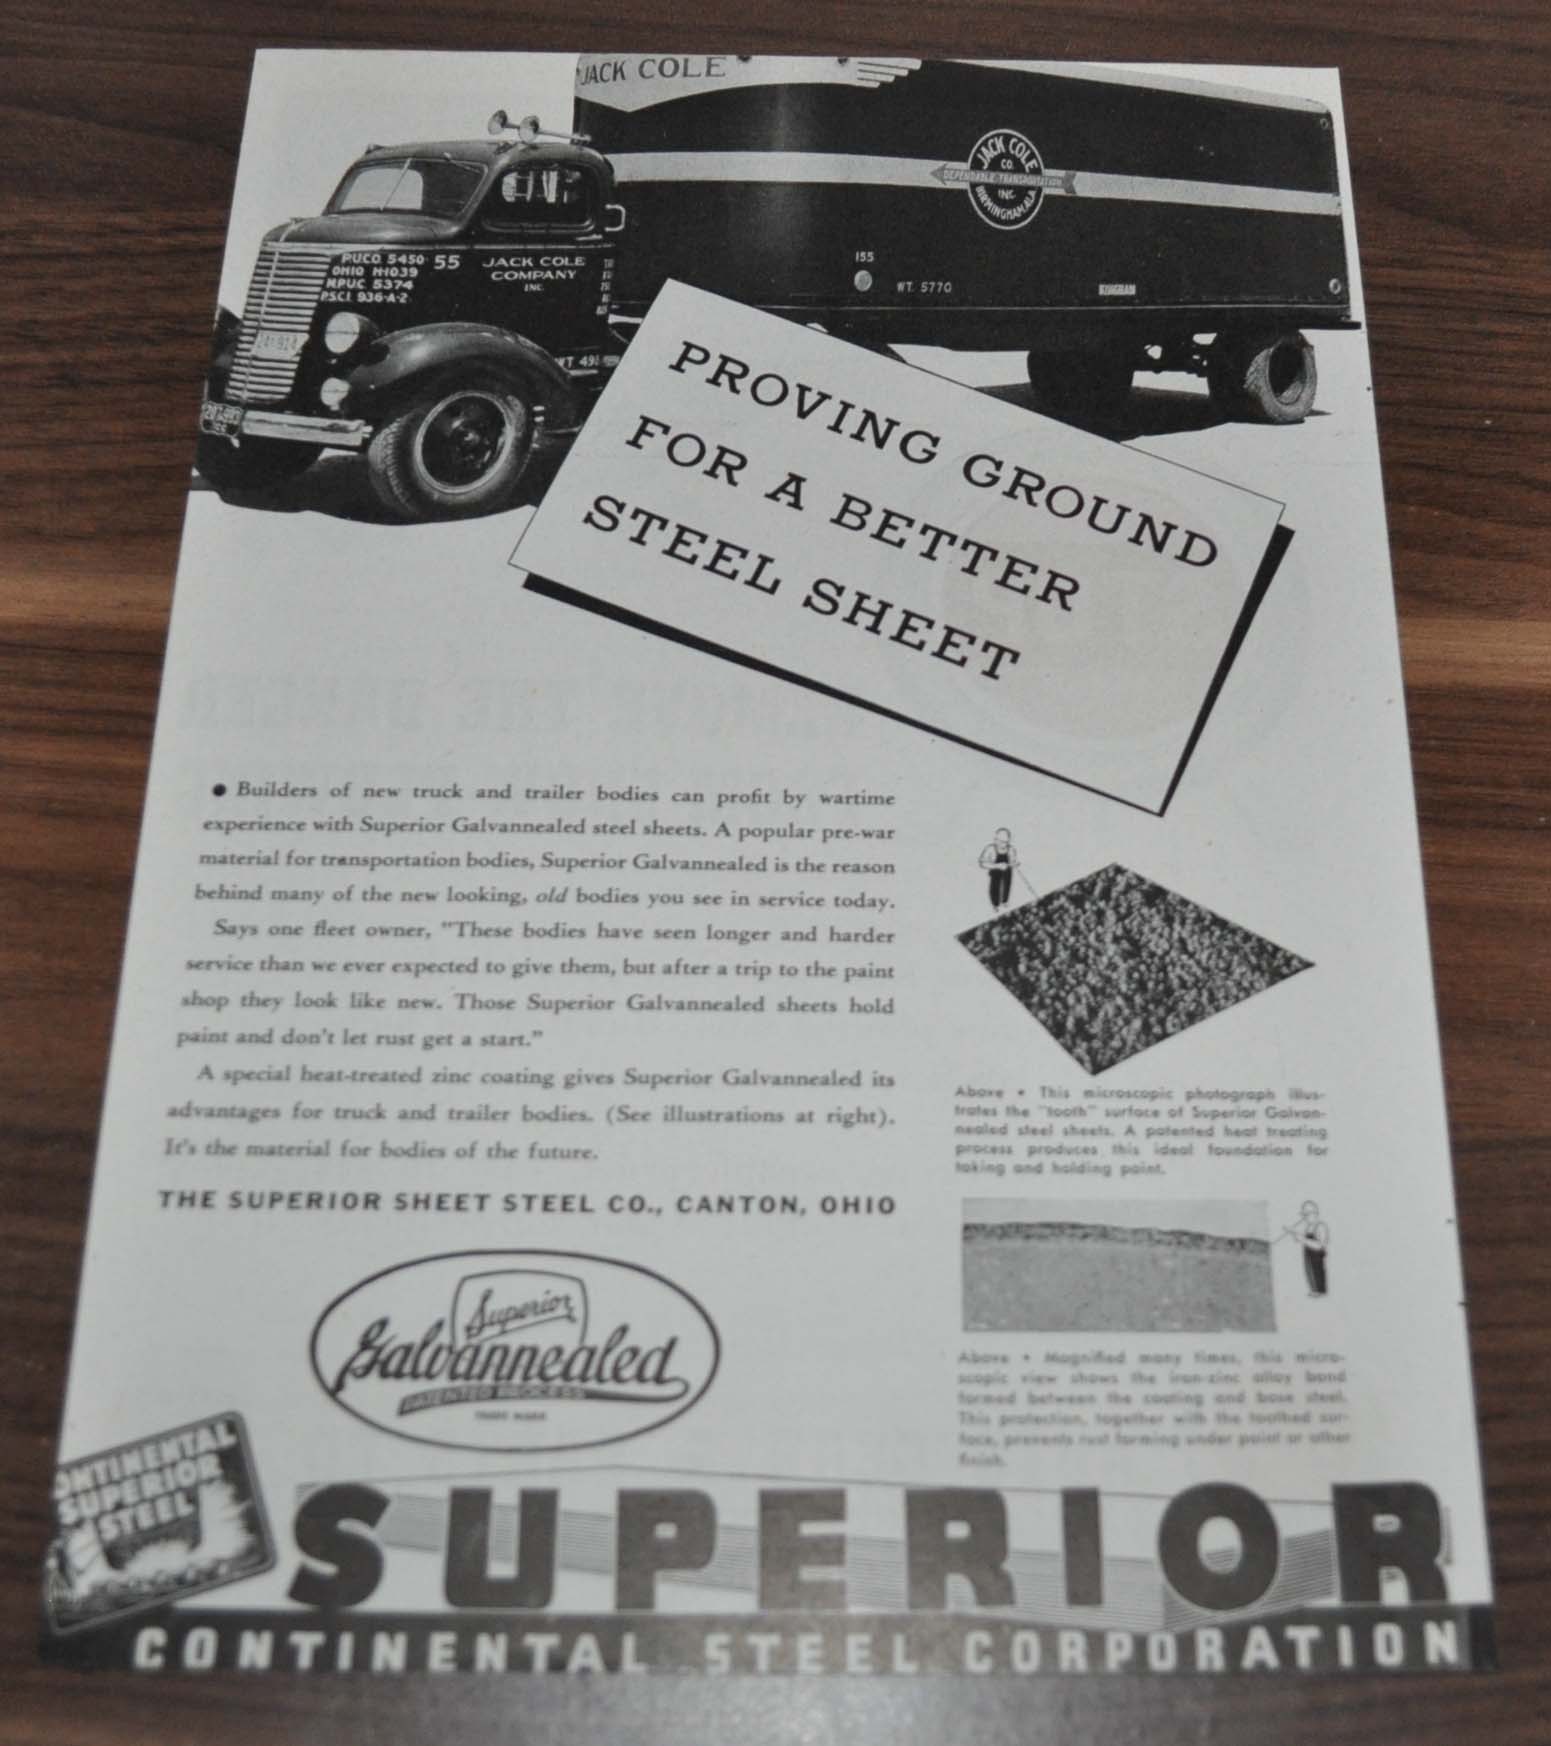 JACK COLE
JACK COLE
CO.
DEPENDABLE TRANSPORTATION
INC.
BIRMINGHAM, ALA
P.U.C.O. 5450
OHIO H-1039
MPUC 5374
P.S.C.I. 936-A-2
55
JACK COLE
COMPANY
INC.
155
WT. 5770
KINGHAM
PROVING GROUND
FOR A BETTER
STEEL SHEET
• Builders of new truck and trailer bodies can profit by wartime
experience with Superior Galvannealed steel sheets. A popular pre-war
material for transportation bodies, Superior Galvannealed is the reason
behind many of the new looking, old bodies you see in service today.
Says one fleet owner, "These bodies have seen longer and harder
service than we ever expected to give them, but after a trip to the paint
shop they look like new. Those Superior Galvannealed sheets hold
paint and don't let rust get a start."
A special heat-treated zinc coating gives Superior Galvannealed its
advantages for truck and trailer bodies. (See illustrations at right).
It's the material for bodies of the future.
THE SUPERIOR SHEET STEEL CO., CANTON, OHIO
Above • This microscopic photograph illus-
trates the "tooth" surface of Superior Galvan-
nealed steel sheets. A patented heat treating
process produces this ideal foundation for
taking and holding paint.
Above • Magnified many times, this micro-
scopic view shows the iron-zinc alloy bond
formed between the coating and base steel.
This protection, together with the toothed sur-
face, prevents rust forming under paint or other
finish.
Superior
Galvannealed
PATENTED PROCESS
TRADE MARK
CONTINENTAL
SUPERIOR
STEEL
SUPERIOR
CONTINENTAL STEEL CORPORATION